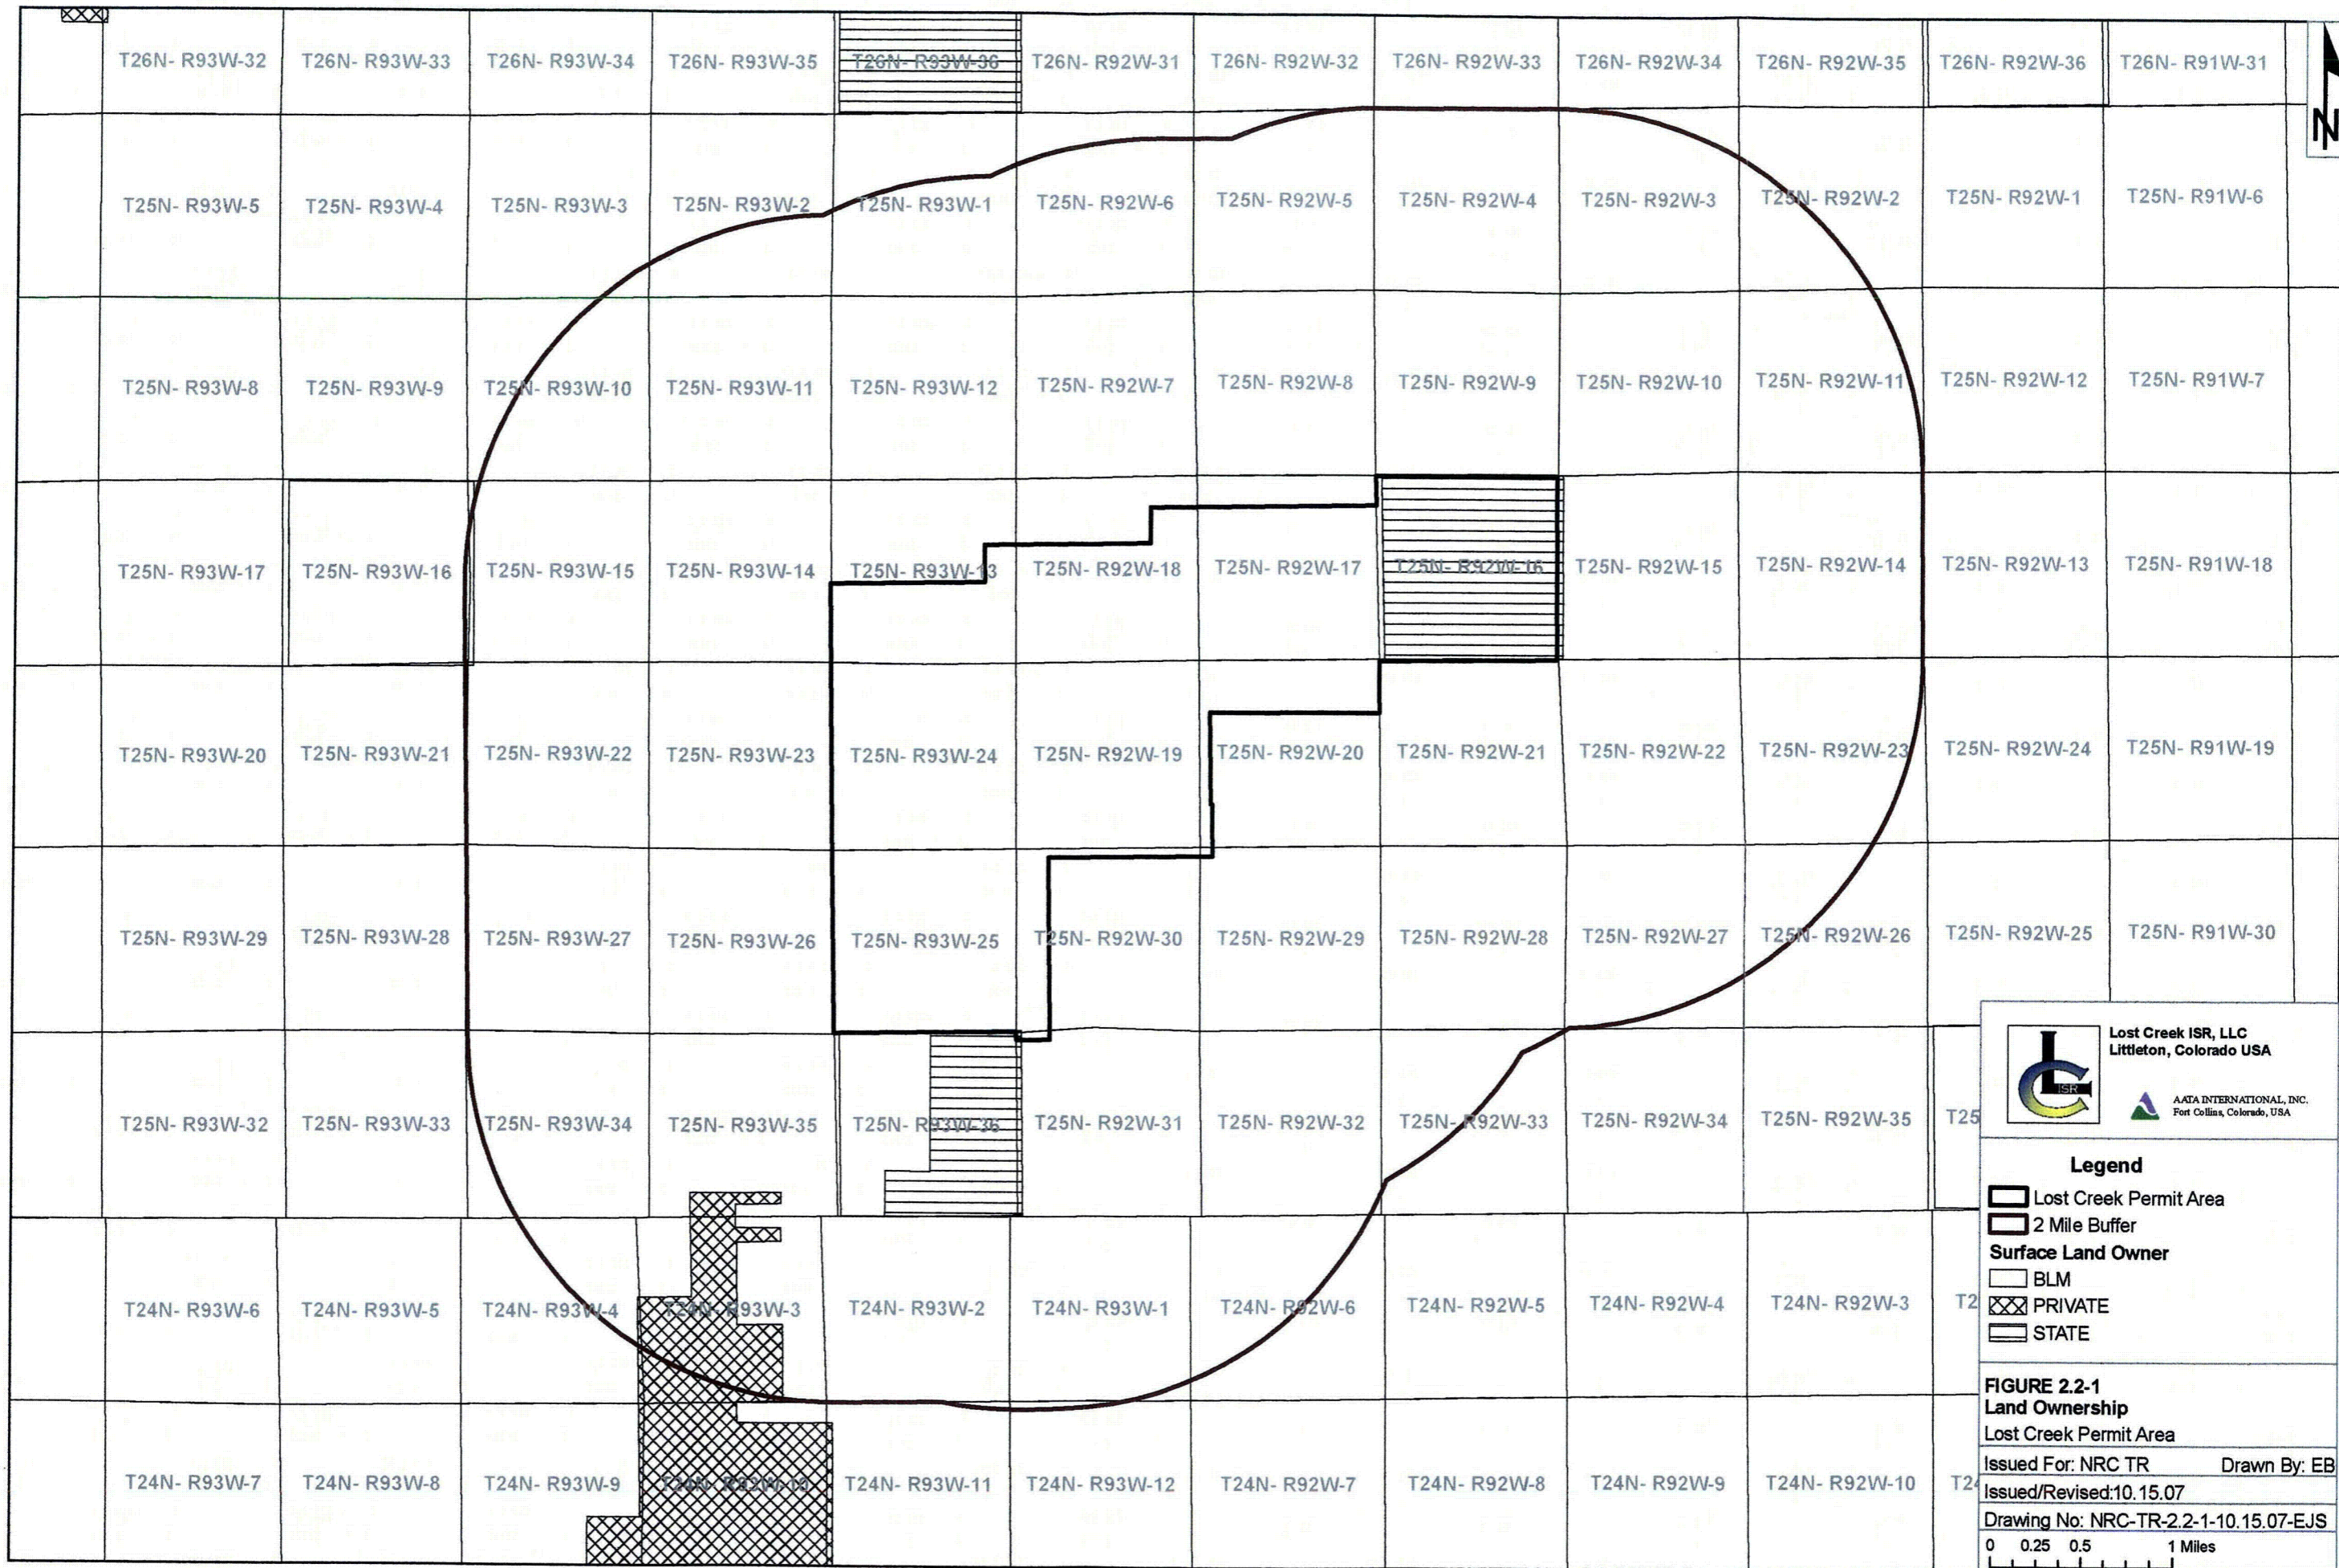 T26N- R93W-32 T26N- R93W-33 T26N- R93W-34 T26N- R93W-35 T26N- R93W-36 T26N- R92W-31 T26N- R92W-32 T26N- R92W-33 T26N- R92W-34 T26N- R92W-35 T26N- R92W-36 T26N- R91W-31
N
T25N- R93W-5 T25N- R93W-4 T25N- R93W-3 T25N- R93W-2 T25N- R93W-1 T25N- R92W-6 T25N- R92W-5 T25N- R92W-4 T25N- R92W-3 T25N- R92W-2 T25N- R92W-1 T25N- R91W-6
T25N- R93W-8 T25N- R93W-9 T25N- R93W-10 T25N- R93W-11 T25N- R93W-12 T25N- R92W-7 T25N- R92W-8 T25N- R92W-9 T25N- R92W-10 T25N- R92W-11 T25N- R92W-12 T25N- R91W-7
T25N- R93W-17 T25N- R93W-16 T25N- R93W-15 T25N- R93W-14 T25N- R93W-13 T25N- R92W-18 T25N- R92W-17 T25N- R92W-16 T25N- R92W-15 T25N- R92W-14 T25N- R92W-13 T25N- R91W-18
T25N- R93W-20 T25N- R93W-21 T25N- R93W-22 T25N- R93W-23 T25N- R93W-24 T25N- R92W-19 T25N- R92W-20 T25N- R92W-21 T25N- R92W-22 T25N- R92W-23 T25N- R92W-24 T25N- R91W-19
T25N- R93W-29 T25N- R93W-28 T25N- R93W-27 T25N- R93W-26 T25N- R93W-25 T25N- R92W-30 T25N- R92W-29 T25N- R92W-28 T25N- R92W-27 T25N- R92W-26 T25N- R92W-25 T25N- R91W-30
T25N- R93W-32 T25N- R93W-33 T25N- R93W-34 T25N- R93W-35 T25N- R93W-36 T25N- R92W-31 T25N- R92W-32 T25N- R92W-33 T25N- R92W-34 T25N- R92W-35 T25
T24N- R93W-6 T24N- R93W-5 T24N- R93W-4 T24N- R93W-3 T24N- R93W-2 T24N- R93W-1 T24N- R92W-6 T24N- R92W-5 T24N- R92W-4 T24N- R92W-3 T2
T24N- R93W-7 T24N- R93W-8 T24N- R93W-9 T24N- R93W-10 T24N- R93W-11 T24N- R93W-12 T24N- R92W-7 T24N- R92W-8 T24N- R92W-9 T24N- R92W-10 T24
LC ISR
Lost Creek ISR, LLC
Littleton, Colorado USA
AATA INTERNATIONAL, INC.
Fort Collins, Colorado, USA
Legend
Lost Creek Permit Area
2 Mile Buffer
Surface Land Owner
BLM
PRIVATE
STATE
FIGURE 2.2-1
Land Ownership
Lost Creek Permit Area
Issued For: NRC TR Drawn By: EB
Issued/Revised:10.15.07
Drawing No: NRC-TR-2.2-1-10.15.07-EJS
0 0.25 0.5 1 Miles